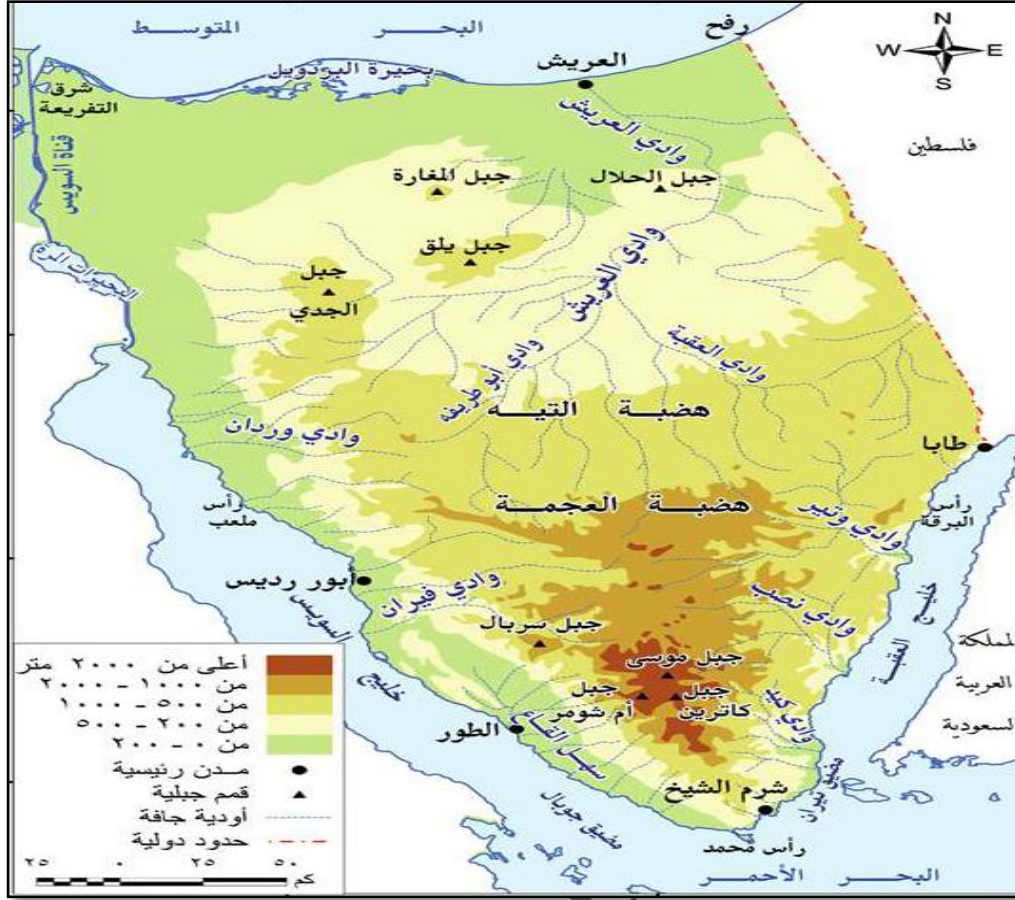 البحر المتوسط
رفح
N
W E
S
العريش
بحيرة البردويل
شرق
التفريعة
قناة السويس
وادي العريش
فلسطين
جبل المغارة
جبل الحلال
وادي العريش
جبل يلق
البحيرات المرة
جبل
الجدي
وادي العقبة
وادي أبو طريفه
هضبة التيه
وادي وردان
طابا
رأس
ملعب
هضبة العجمة
وادي وتير
رأس
البرقة
أبور رديس
وادي فيران
وادي نصب
خليج العقبة
خليج السويس
جبل سربال
جبل موسى
المملكة
العربية
السعودية
جبل
أم شومر
جبل
كاترين
وادي كيد
الطور
سهل القاع
شرم الشيخ
مضيق تيران
مضيق جوبال
رأس محمد
البحر الأحمر
أعلى من ٢٠٠٠ متر
من ١٠٠٠ - ٢٠٠٠
من ٥٠٠ - ١٠٠٠
من ٢٠٠ - ٥٠٠
من ٠ - ٢٠٠
مدن رئيسية
قمم جبلية
أودية جافة
حدود دولية
٢٥ ٠ ٢٥ ٥٠
كم